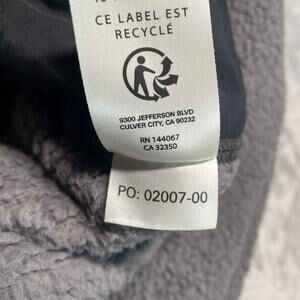 CE LABEL EST
RECYCLÉ
9300 JEFFERSON BLVD
CULVER CITY, CA 90232
RN 144067
CA 32350
PO: 02007-00